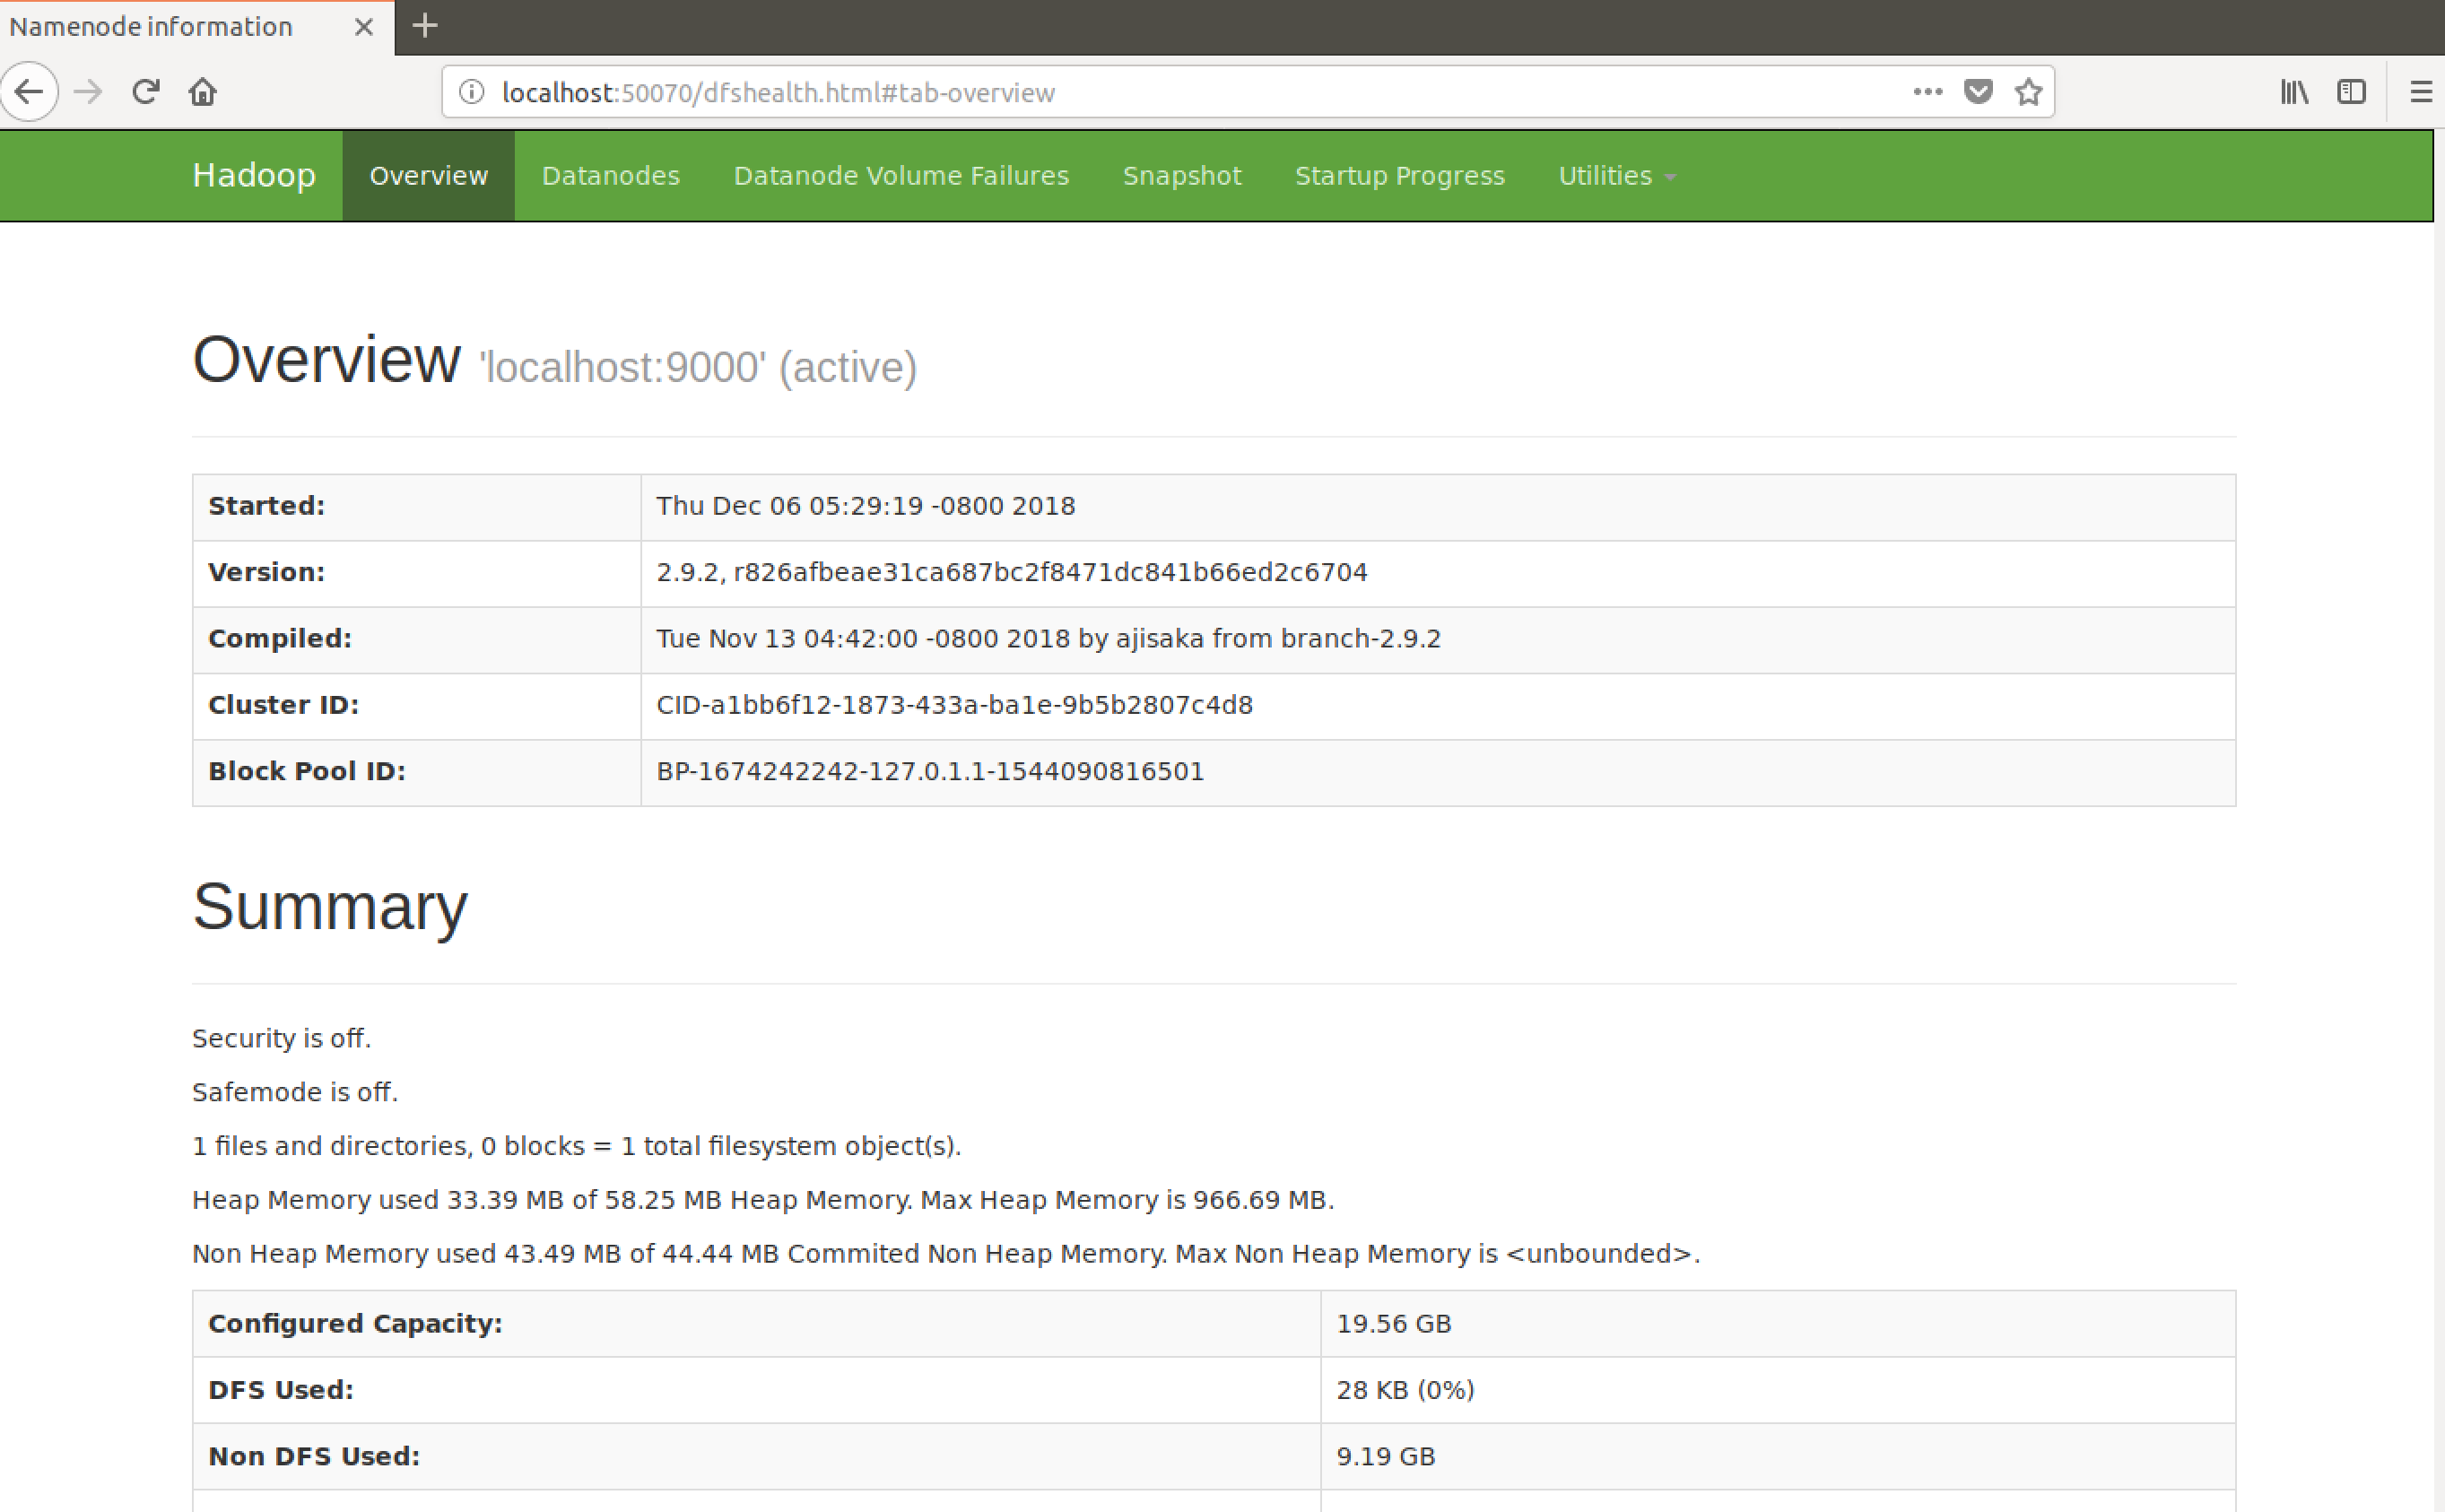 Namenode information
localhost:50070/dfshealth.html#tab-overview
Hadoop Overview Datanodes Datanode Volume Failures Snapshot Startup Progress Utilities
Overview 'localhost:9000' (active)
Started: Thu Dec 06 05:29:19 -0800 2018
Version: 2.9.2, r826afbeae31ca687bc2f8471dc841b66ed2c6704
Compiled: Tue Nov 13 04:42:00 -0800 2018 by ajisaka from branch-2.9.2
Cluster ID: CID-a1bb6f12-1873-433a-ba1e-9b5b2807c4d8
Block Pool ID: BP-1674242242-127.0.1.1-1544090816501
Summary
Security is off.
Safemode is off.
1 files and directories, 0 blocks = 1 total filesystem object(s).
Heap Memory used 33.39 MB of 58.25 MB Heap Memory. Max Heap Memory is 966.69 MB.
Non Heap Memory used 43.49 MB of 44.44 MB Commited Non Heap Memory. Max Non Heap Memory is <unbounded>.
Configured Capacity: 19.56 GB
DFS Used: 28 KB (0%)
Non DFS Used: 9.19 GB